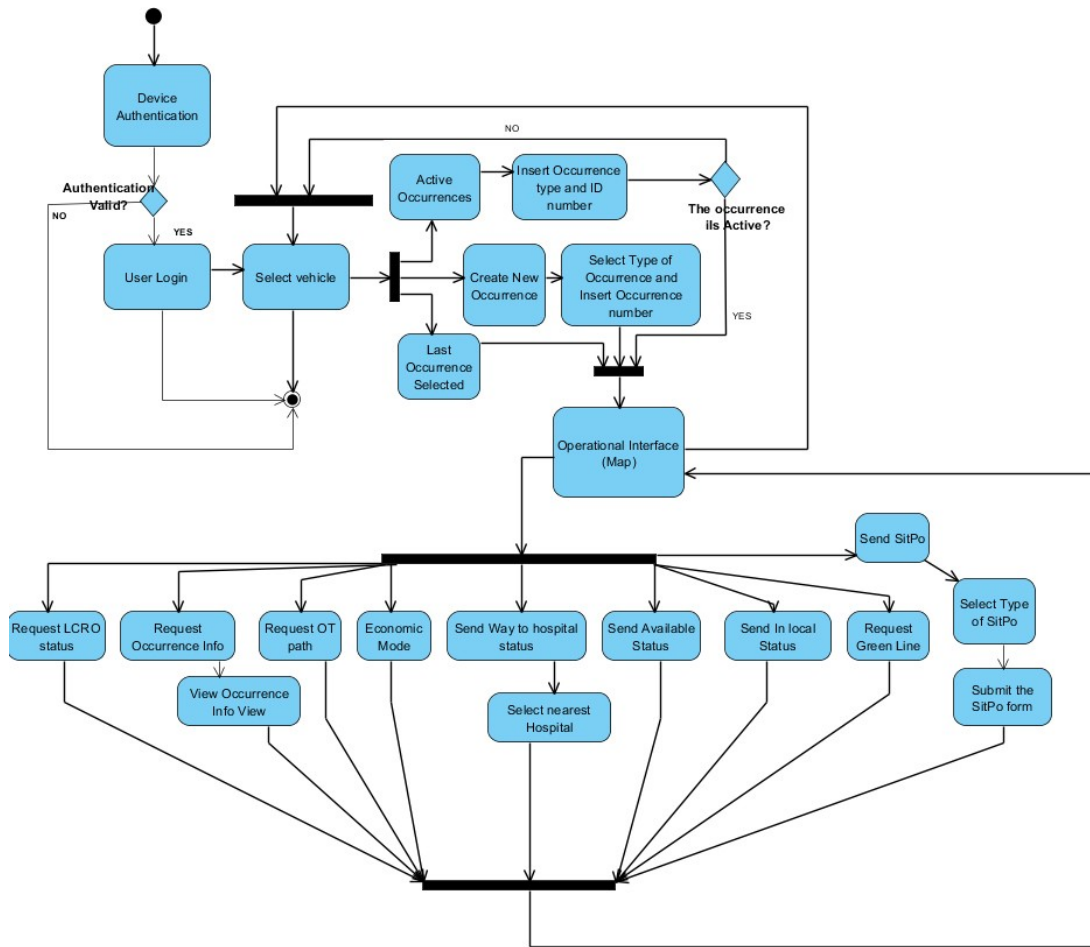 Device
Authentication
Authentication
Valid?
NO
YES
User Login
Select vehicle
NO
Active
Occurrences
Insert Occurrence
type and ID
number
The occurrence
iIs Active?
YES
Create New
Occurrence
Select Type of
Occurrence and
Insert Occurrence
number
Last
Occurrence
Selected
Operational Interface
(Map)
Send SitPo
Select Type
of SitPo
Submit the
SitPo form
Request LCRO
status
Request
Occurrence Info
View Occurrence
Info View
Request OT
path
Economic
Mode
Send Way to hospital
status
Select nearest
Hospital
Send Available
Status
Send In local
Status
Request
Green Line